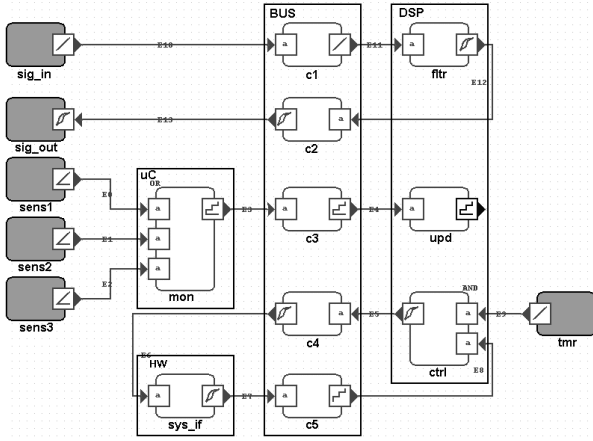 BUS DSP
a a
sig_in E10 c1 E11 fltr
E12
a
sig_out E13 c2
uC
OR
sens1 E0 a E3 a E4 a
sens2 E1 a c3 upd
sens3 E2 a
mon
AND
a a
E5 E9
c4 a tmr
ctrl
E6 E8
HW
a E7 a
sys_if c5